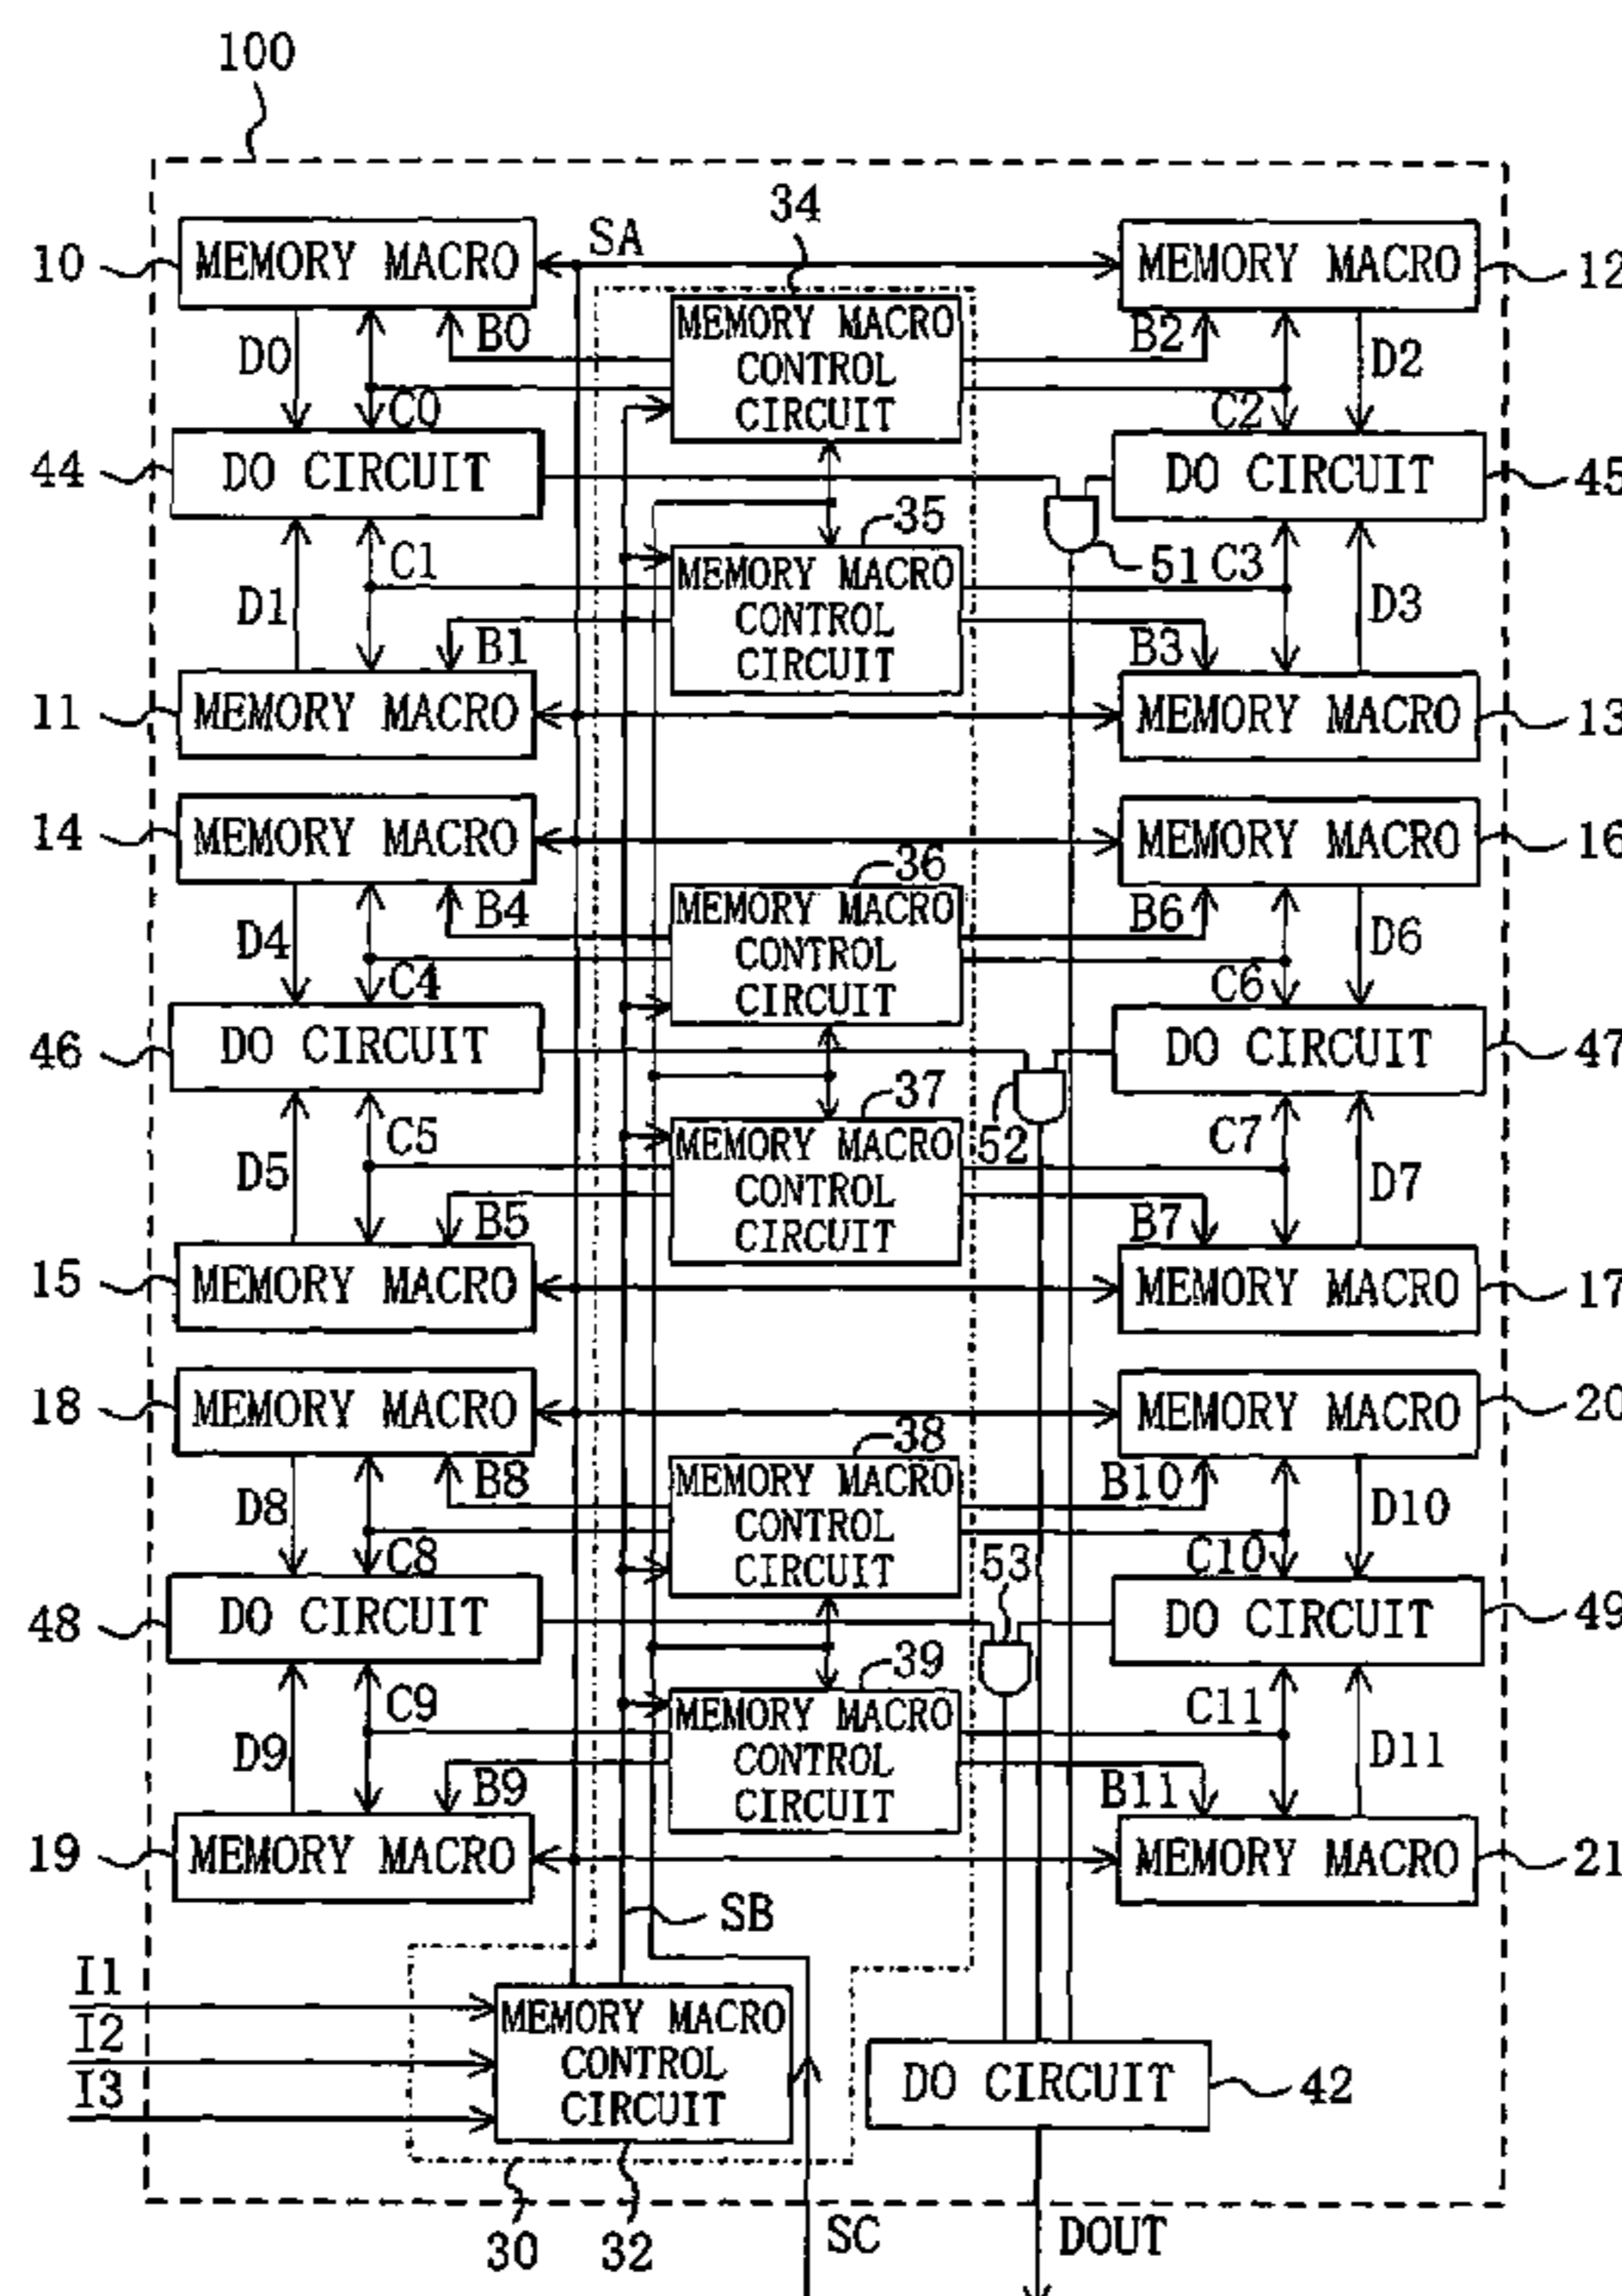 100
34
10
MEMORY MACRO
SA
MEMORY MACRO
12
D0
B0
MEMORY MACRO
CONTROL
CIRCUIT
B2
D2
C0
C2
44
DO CIRCUIT
DO CIRCUIT
45
35
51
C1
C3
D1
MEMORY MACRO
CONTROL
CIRCUIT
D3
B1
B3
11
MEMORY MACRO
MEMORY MACRO
13
14
MEMORY MACRO
MEMORY MACRO
16
36
D4
B4
MEMORY MACRO
CONTROL
CIRCUIT
B6
D6
C4
C6
46
DO CIRCUIT
DO CIRCUIT
47
37
52
C5
C7
D5
MEMORY MACRO
CONTROL
CIRCUIT
D7
B5
B7
15
MEMORY MACRO
MEMORY MACRO
17
18
MEMORY MACRO
MEMORY MACRO
20
38
D8
B8
MEMORY MACRO
CONTROL
CIRCUIT
B10
D10
C8
53
C10
48
DO CIRCUIT
DO CIRCUIT
49
39
C9
C11
D9
MEMORY MACRO
CONTROL
CIRCUIT
D11
B9
B11
19
MEMORY MACRO
MEMORY MACRO
21
SB
I1
I2
I3
MEMORY MACRO
CONTROL
CIRCUIT
DO CIRCUIT
42
30
32
SC
DOUT